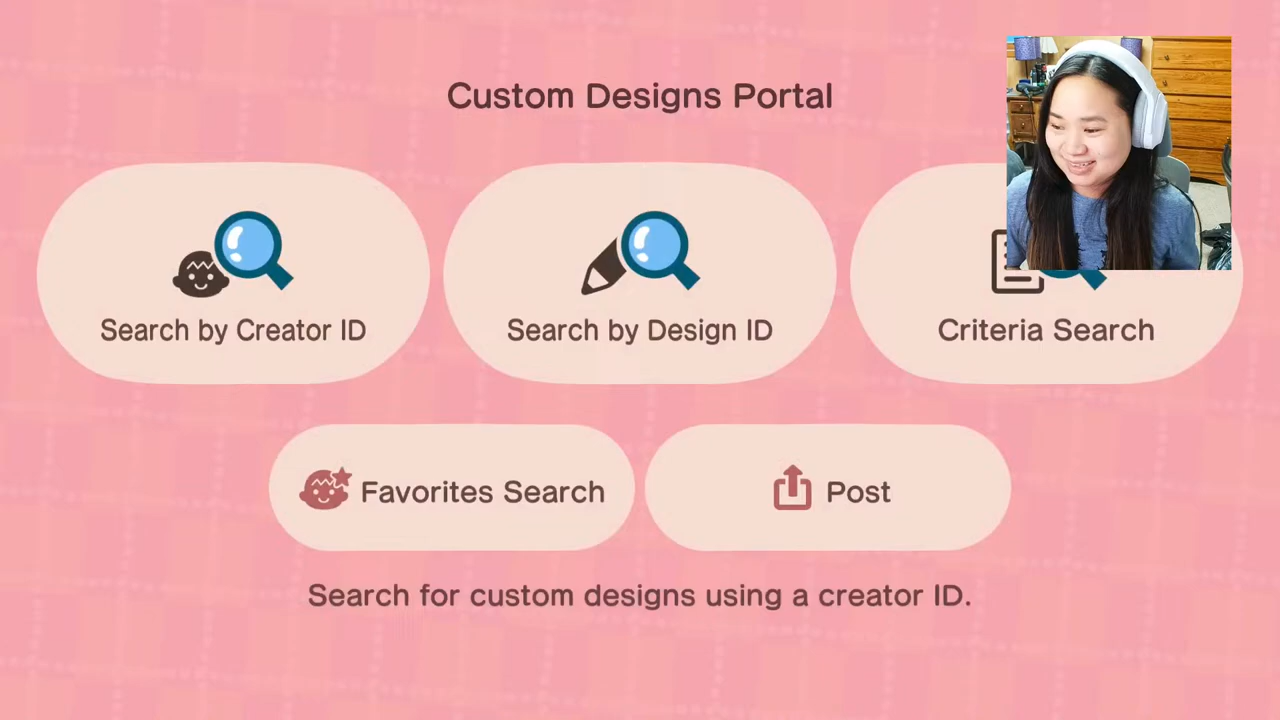 Custom Designs Portal
Search by Creator ID
Search by Design ID
Criteria Search
Favorites Search
Post
Search for custom designs using a creator ID.